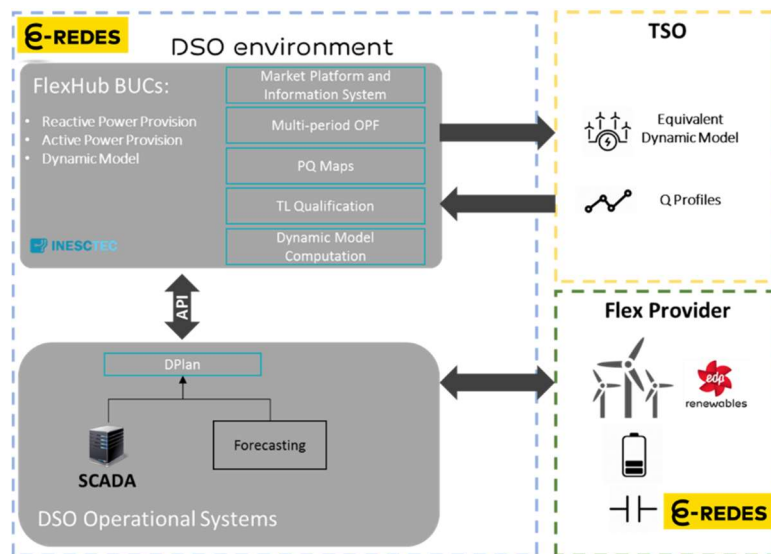 E-REDES
DSO environment
FlexHub BUCs:
• Reactive Power Provision
• Active Power Provision
• Dynamic Model
INESCTEC
Market Platform and
Information System
Multi-period OPF
PQ Maps
TL Qualification
Dynamic Model
Computation
API
DPlan
SCADA
Forecasting
DSO Operational Systems
TSO
Equivalent
Dynamic Model
Q Profiles
Flex Provider
edp
renewables
E-REDES